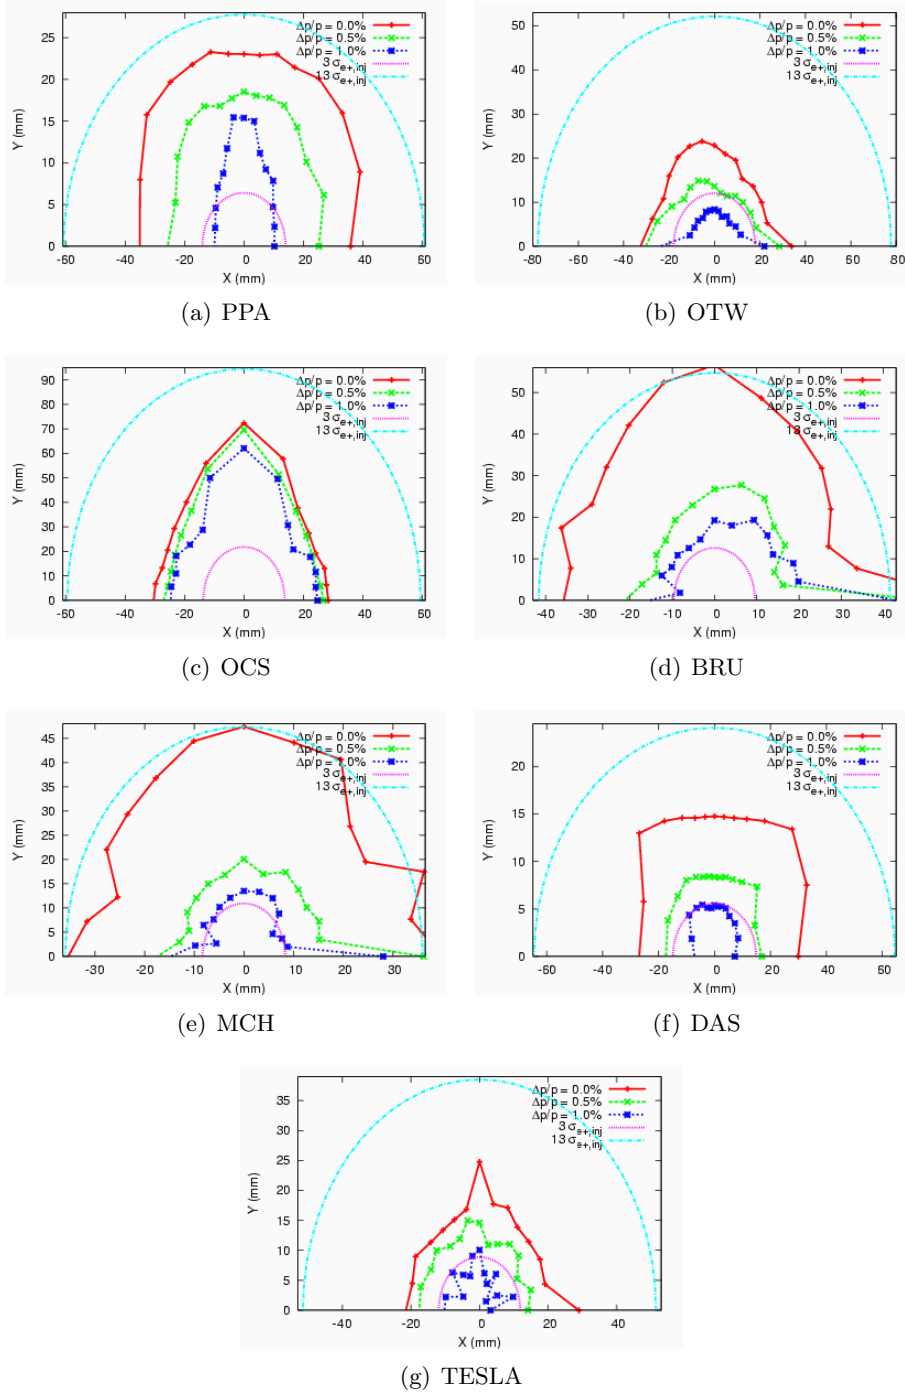 Δp/p = 0.0%
Δp/p = 0.5%
Δp/p = 1.0%
3 σe+,inj
13 σe+,inj
Y (mm)
25
20
15
10
5
0
-60 -40 -20 0 20 40 60
X (mm)
(a) PPA
Δp/p = 0.0%
Δp/p = 0.5%
Δp/p = 1.0%
3 σe+,inj
13 σe+,inj
Y (mm)
50
40
30
20
10
0
-80 -60 -40 -20 0 20 40 60 80
X (mm)
(b) OTW
Δp/p = 0.0%
Δp/p = 0.5%
Δp/p = 1.0%
3 σe+,inj
13 σe+,inj
Y (mm)
90
80
70
60
50
40
30
20
10
0
-60 -40 -20 0 20 40 60
X (mm)
(c) OCS
Δp/p = 0.0%
Δp/p = 0.5%
Δp/p = 1.0%
3 σe+,inj
13 σe+,inj
Y (mm)
50
40
30
20
10
0
-40 -30 -20 -10 0 10 20 30 40
X (mm)
(d) BRU
Δp/p = 0.0%
Δp/p = 0.5%
Δp/p = 1.0%
3 σe+,inj
13 σe+,inj
Y (mm)
45
40
35
30
25
20
15
10
5
0
-30 -20 -10 0 10 20 30
X (mm)
(e) MCH
Δp/p = 0.0%
Δp/p = 0.5%
Δp/p = 1.0%
3 σe+,inj
13 σe+,inj
Y (mm)
20
15
10
5
0
-60 -40 -20 0 20 40 60
X (mm)
(f) DAS
Δp/p = 0.0%
Δp/p = 0.5%
Δp/p = 1.0%
3 σe+,inj
13 σe+,inj
Y (mm)
35
30
25
20
15
10
5
0
-40 -20 0 20 40
X (mm)
(g) TESLA